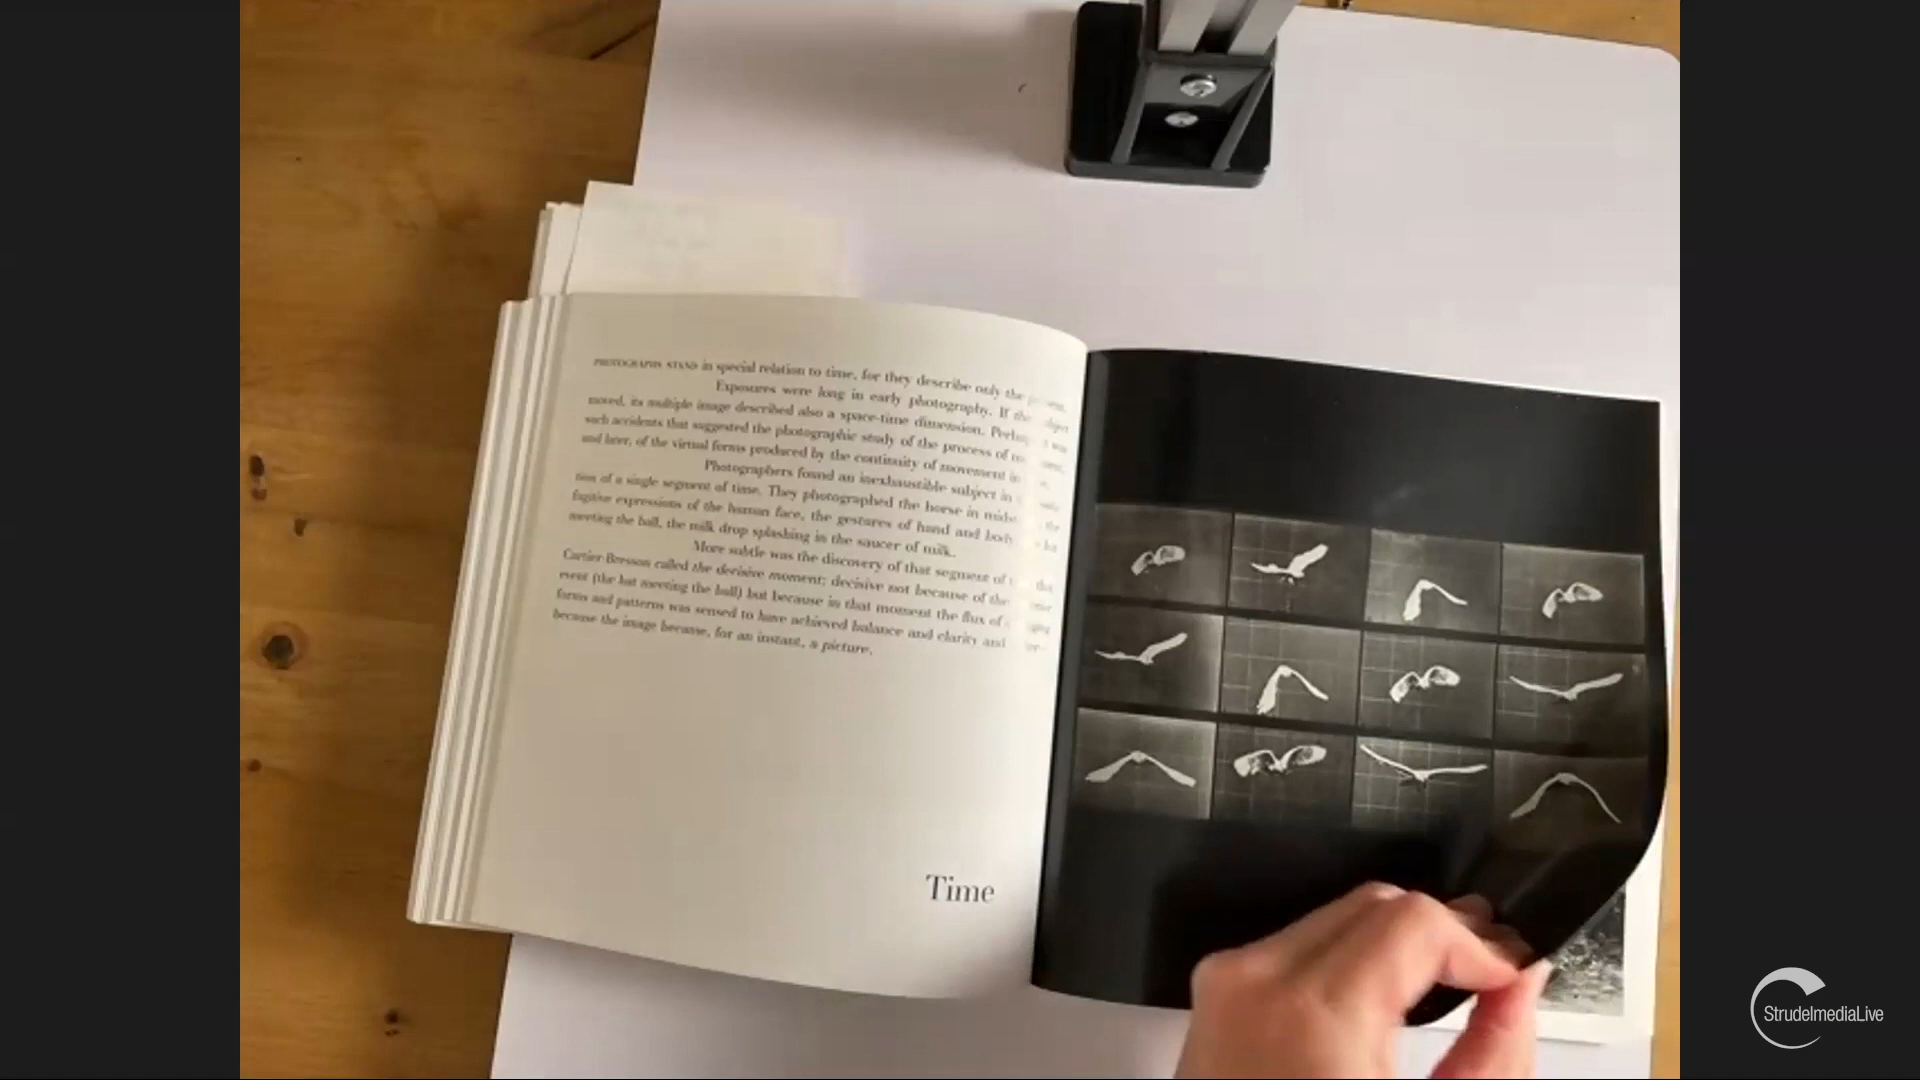 PHOTOGRAPHS STAND in special relation to time, for they describe only the
Exposures were long in early photography. If the
moved, its multiple image described also a space-time dimension. was
such accidents that suggested the photographic study of the process of
and later, of the virtual forms produced by the continuity of movement in
Photographers found an inexhaustible subject in
tion of a single segment of time. They photographed the horse in the
fugitive expressions of the human face, the gestures of hand and body, bat
meeting the ball, the milk drop splashing in the saucer of milk.
More subtle was the discovery of that segment of that
Cartier-Bresson called the decisive moment: decisive not because of the
event (the bat meeting the ball) but because in that moment the flux of
forms and patterns was sensed to have achieved balance and clarity and
because the image became, for an instant, a picture.
Time
StrudelmediaLive